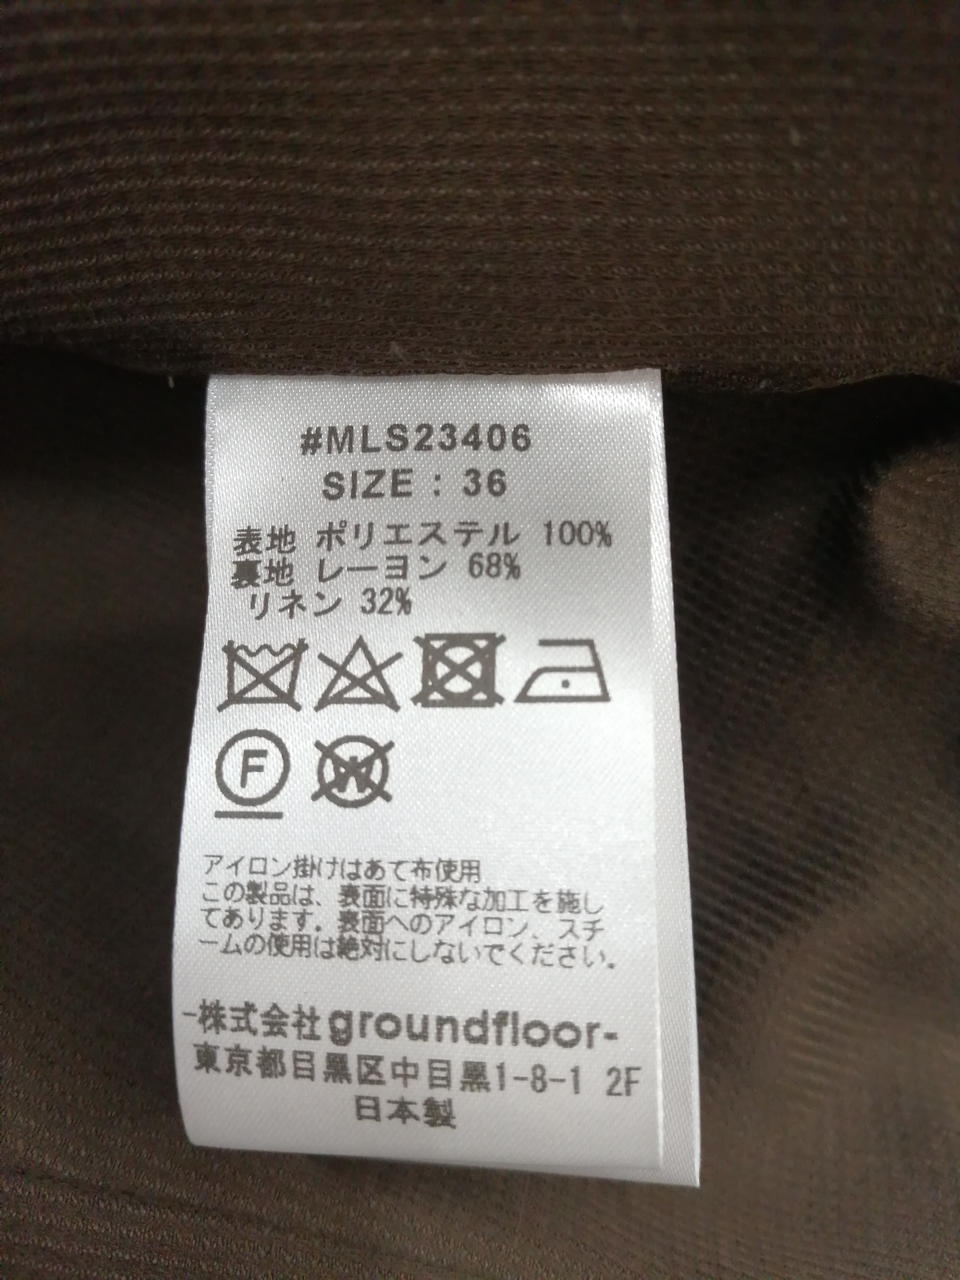 #MLS23406
SIZE : 36
表地 ポリエステル 100%
裏地 レーヨン 68%
リネン 32%
F
W
アイロン掛けはあて布使用
この製品は、表面に特殊な加工を施し
てあります。表面へのアイロン、スチ
ームの使用は絶対にしないでください。
-株式会社groundfloor-
東京都目黒区中目黒1-8-1 2F
日本製